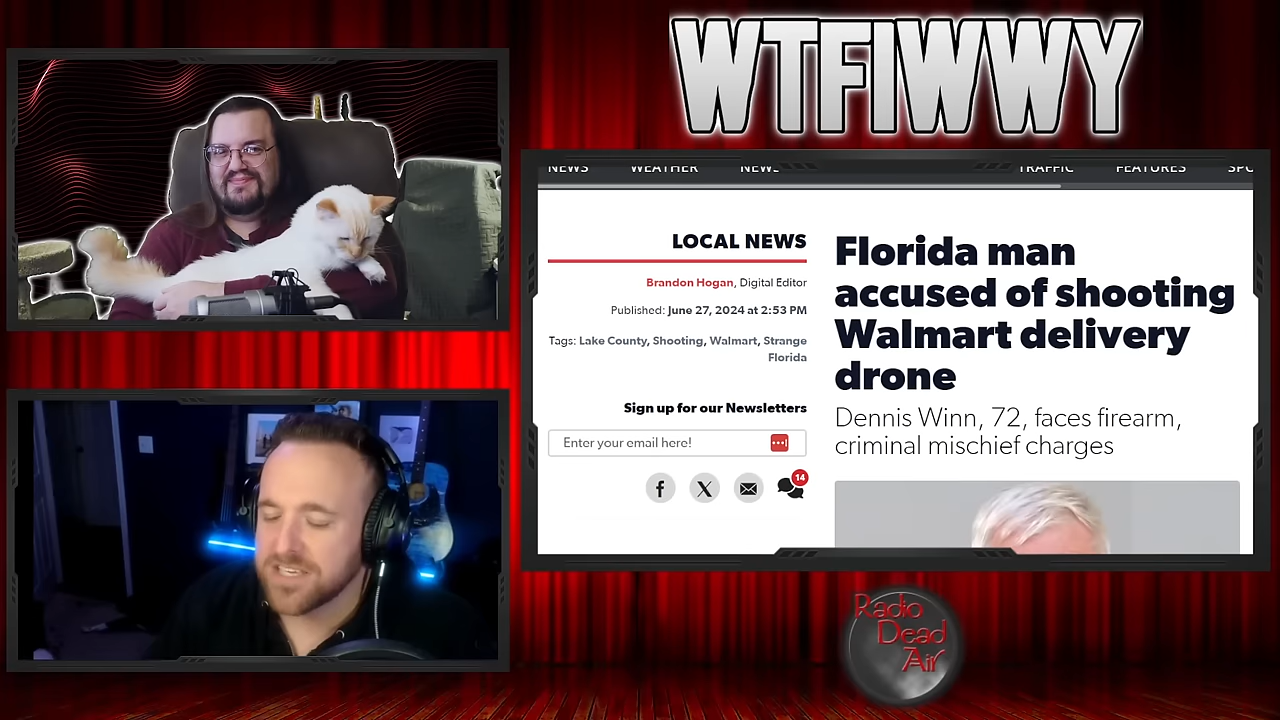 WTFIWWY
NEWS WEATHER TRAFFIC FEATURES
LOCAL NEWS
Brandon Hogan, Digital Editor
Published: June 27, 2024 at 2:53 PM
Tags: Lake County, Shooting, Walmart, Strange
Florida
Sign up for our Newsletters
Enter your email here!
14
Florida man
accused of shooting
Walmart delivery
drone
Dennis Winn, 72, faces firearm,
criminal mischief charges
Radio
Dead
Air